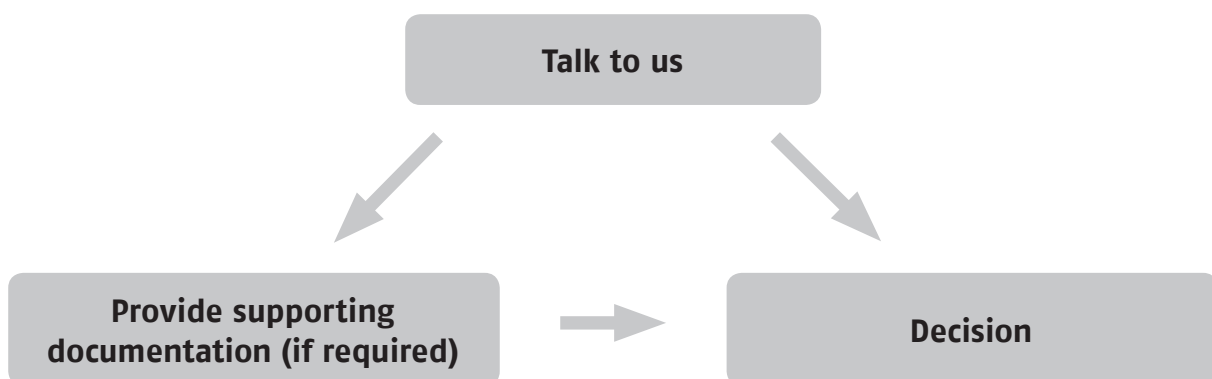 Talk to us
Provide supporting
documentation (if required)
Decision